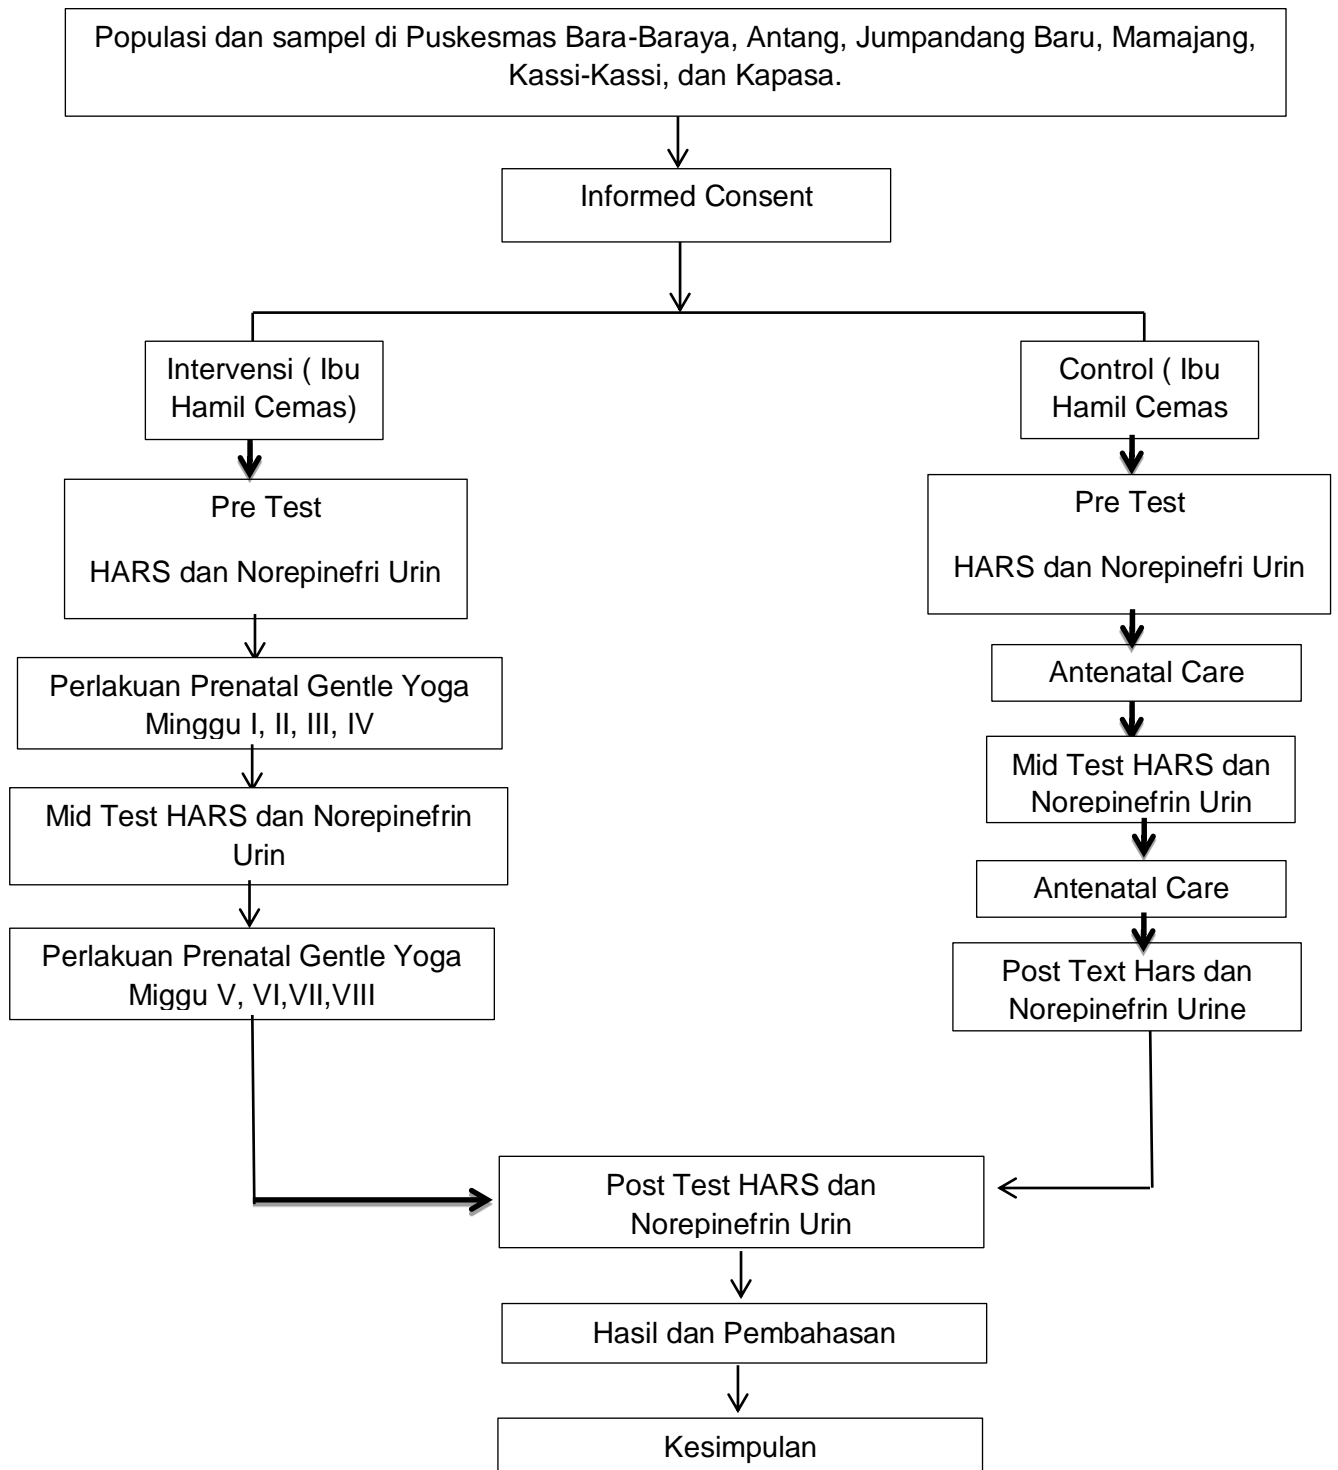 Populasi dan sampel di Puskesmas Bara-Baraya, Antang, Jumpandang Baru, Mamajang,
Kassi-Kassi, dan Kapasa.
Informed Consent
Intervensi ( Ibu
Hamil Cemas)
Control ( Ibu
Hamil Cemas
Pre Test
HARS dan Norepinefri Urin
Pre Test
HARS dan Norepinefri Urin
Perlakuan Prenatal Gentle Yoga
Minggu I, II, III, IV
Antenatal Care
Mid Test HARS dan
Norepinefrin Urin
Mid Test HARS dan Norepinefrin
Urin
Antenatal Care
Perlakuan Prenatal Gentle Yoga
Miggu V, VI,VII,VIII
Post Text Hars dan
Norepinefrin Urine
Post Test HARS dan
Norepinefrin Urin
Hasil dan Pembahasan
Kesimpulan